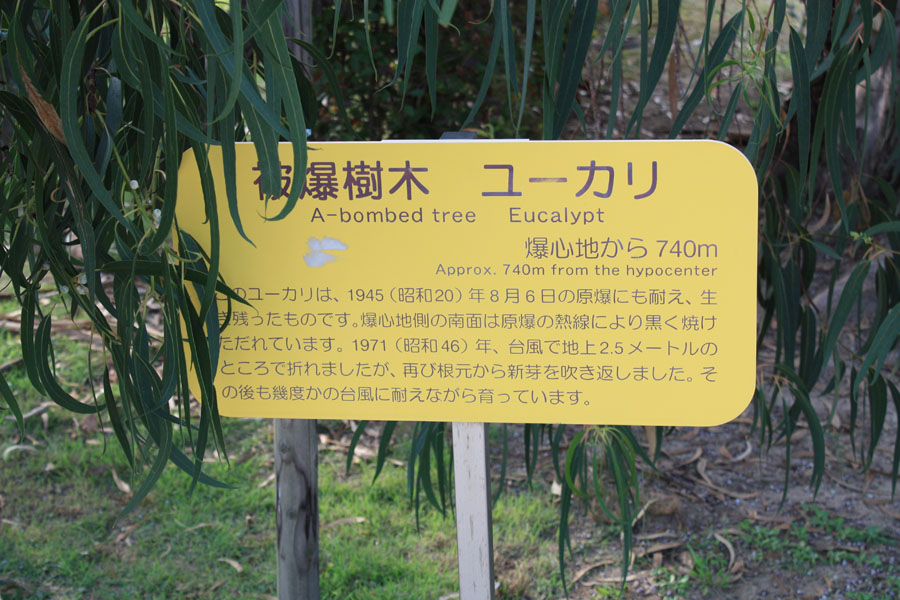 被爆樹木　ユーカリ
A-bombed tree　Eucalypt
爆心地から 740m
Approx. 740m from the hypocenter
このユーカリは、1945（昭和20）年８月６日の原爆にも耐え、生
き残ったものです。爆心地側の南面は原爆の熱線により黒く焼け
ただれています。1971（昭和46）年、台風で地上2.5メートルの
ところで折れましたが、再び根元から新芽を吹き返しました。そ
の後も幾度かの台風に耐えながら育っています。